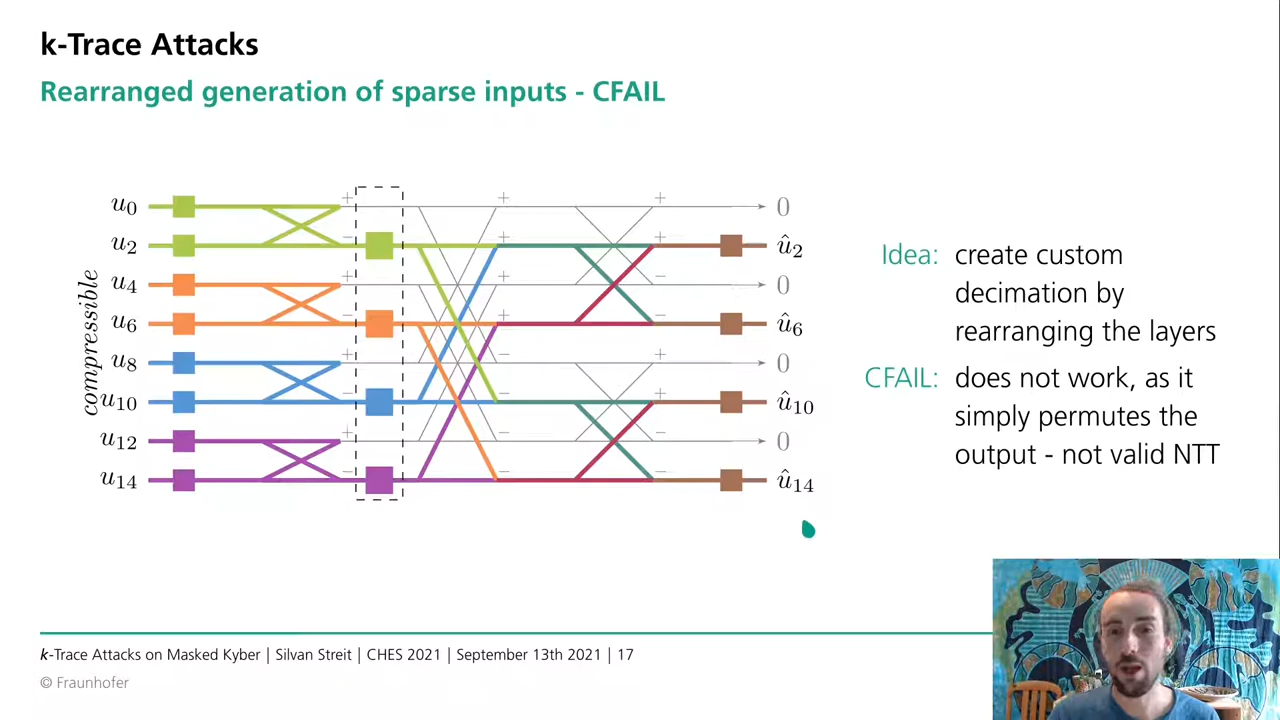 k-Trace Attacks
Rearranged generation of sparse inputs - CFAIL
compressible
u0
u2
u4
u6
u8
u10
u12
u14
+
+
+
+
-
+
-
-
-
+
+
+
-
-
-
-
+
+
-
-
+
+
-
-
0
û2
0
û6
0
û10
0
û14
Idea: create custom
decimation by
rearranging the layers
CFAIL: does not work, as it
simply permutes the
output - not valid NTT
k-Trace Attacks on Masked Kyber | Silvan Streit | CHES 2021 | September 13th 2021 | 17
© Fraunhofer